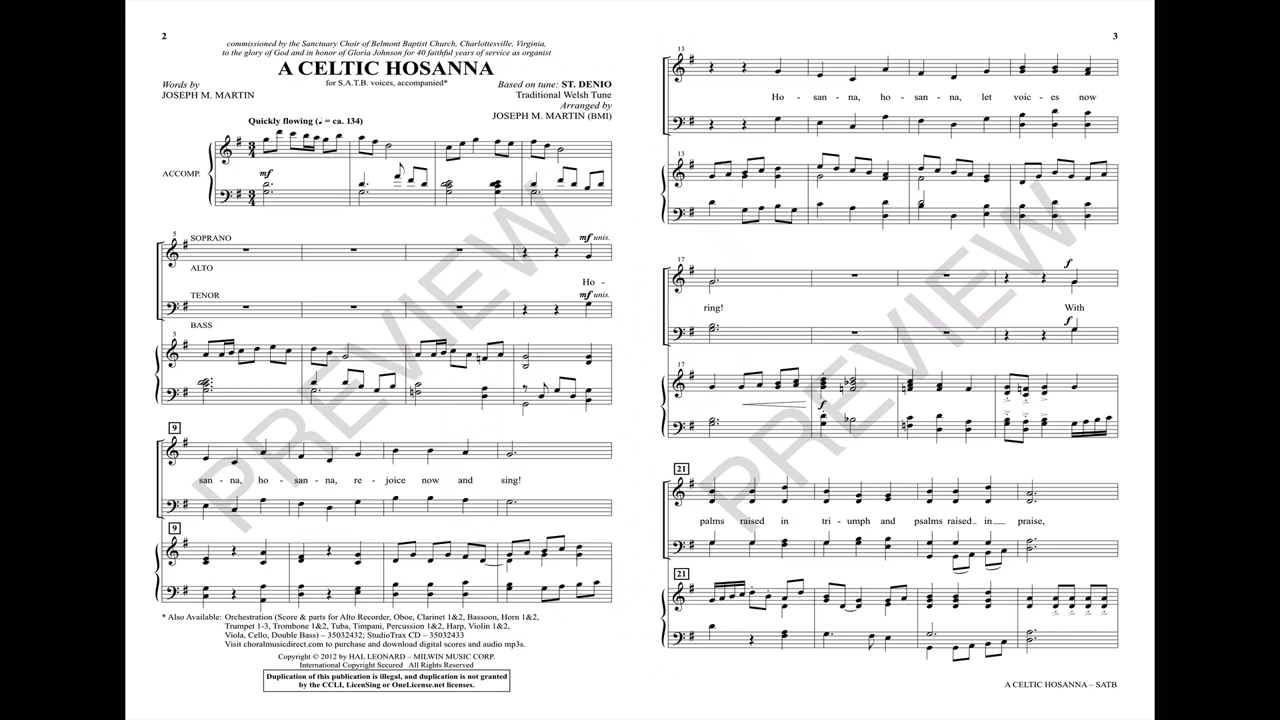 2
commissioned by the Sanctuary Choir of Belmont Baptist Church, Charlottesville, Virginia,
to the glory of God and in honor of Gloria Johnson for 40 faithful years of service as organist
A CELTIC HOSANNA
for S.A.T.B. voices, accompanied*
Words by
JOSEPH M. MARTIN
Based on tune: ST. DENIO
Traditional Welsh Tune
Arranged by
JOSEPH M. MARTIN (BMI)
Quickly flowing (♩ = ca. 134)
ACCOMP.
mf
5
SOPRANO
mf unis.
ALTO
Ho -
TENOR
mf unis.
BASS
5
9
san - na, ho - san - na, re - joice now and sing!
9
* Also Available: Orchestration (Score & parts for Alto Recorder, Oboe, Clarinet 1&2, Bassoon, Horn 1&2,
Trumpet 1-3, Trombone 1&2, Tuba, Timpani, Percussion 1&2, Harp, Violin 1&2,
Viola, Cello, Double Bass) – 35032432; StudioTrax CD – 35032433
Visit choralmusicdirect.com to purchase and download digital scores and audio mp3s.
Copyright © 2012 by HAL LEONARD – MILWIN MUSIC CORP.
International Copyright Secured All Rights Reserved
Duplication of this publication is illegal, and duplication is not granted
by the CCLI, LicenSing or OneLicense.net licenses.
PREVIEW
3
13
Ho - san - na, ho - san - na, let voic - es now
13
17
f
ring! With
f
17
f
21
palms raised in tri - umph and psalms raised in praise,
21
A CELTIC HOSANNA – SATB
PREVIEW